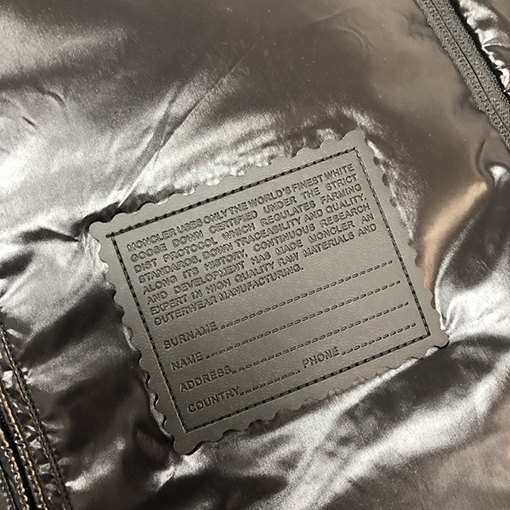 MONCLER USES ONLY THE WORLD'S FINEST WHITE
GOOSE DOWN CERTIFIED UNDER THE STRICT
DIST PROTOCOL WHICH REGULATES FARMING
STANDARDS, DOWN TRACEABILITY AND QUALITY.
ALONG ITS HISTORY, CONTINUOUS RESEARCH
AND DEVELOPMENT HAS MADE MONCLER AN
EXPERT IN HIGH QUALITY RAW MATERIALS AND
OUTERWEAR MANUFACTURING.
SURNAME
NAME
ADDRESS
COUNTRY PHONE